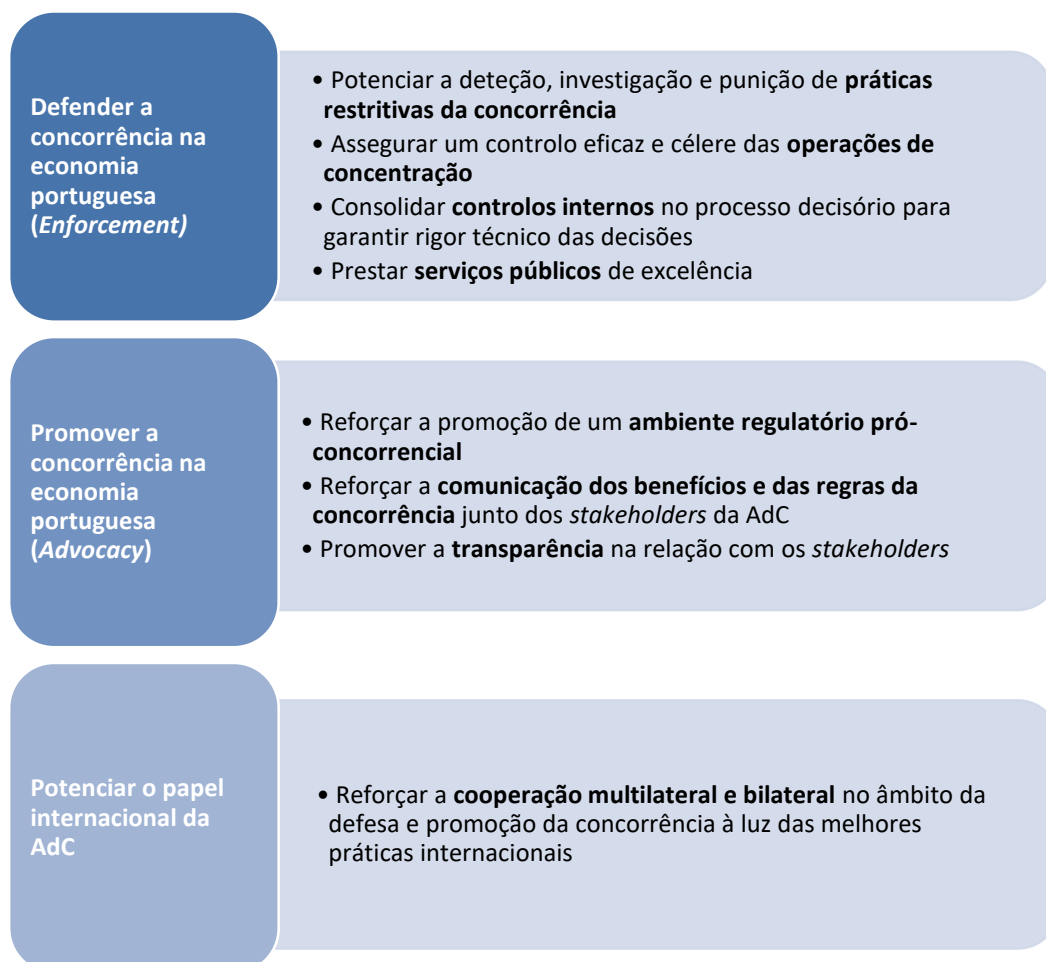 Defender a
concorrência na
economia
portuguesa
(Enforcement)
• Potenciar a deteção, investigação e punição de práticas
restritivas da concorrência
• Assegurar um controlo eficaz e célere das operações de
concentração
• Consolidar controlos internos no processo decisório para
garantir rigor técnico das decisões
• Prestar serviços públicos de excelência
Promover a
concorrência na
economia
portuguesa
(Advocacy)
• Reforçar a promoção de um ambiente regulatório pró-
concorrencial
• Reforçar a comunicação dos benefícios e das regras da
concorrência junto dos stakeholders da AdC
• Promover a transparência na relação com os stakeholders
Potenciar o papel
internacional da
AdC
• Reforçar a cooperação multilateral e bilateral no âmbito da
defesa e promoção da concorrência à luz das melhores
práticas internacionais